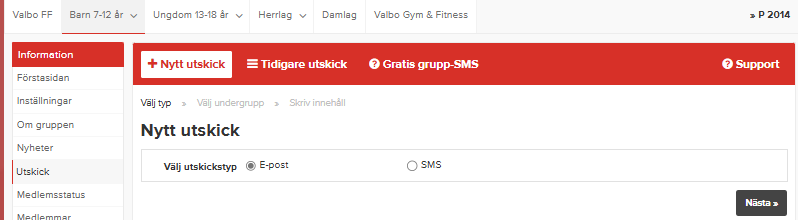 Valbo FF Barn 7-12 år Ungdom 13-18 år Herrlag Damlag Valbo Gym & Fitness » P 2014
Information
Förstasidan
Inställningar
Om gruppen
Nyheter
Utskick
Medlemsstatus
Medlemmar
Nytt utskick Tidigare utskick Gratis grupp-SMS Support
Välj typ » Välj undergrupp » Skriv innehåll
Nytt utskick
Välj utskickstyp E-post SMS
Nästa »